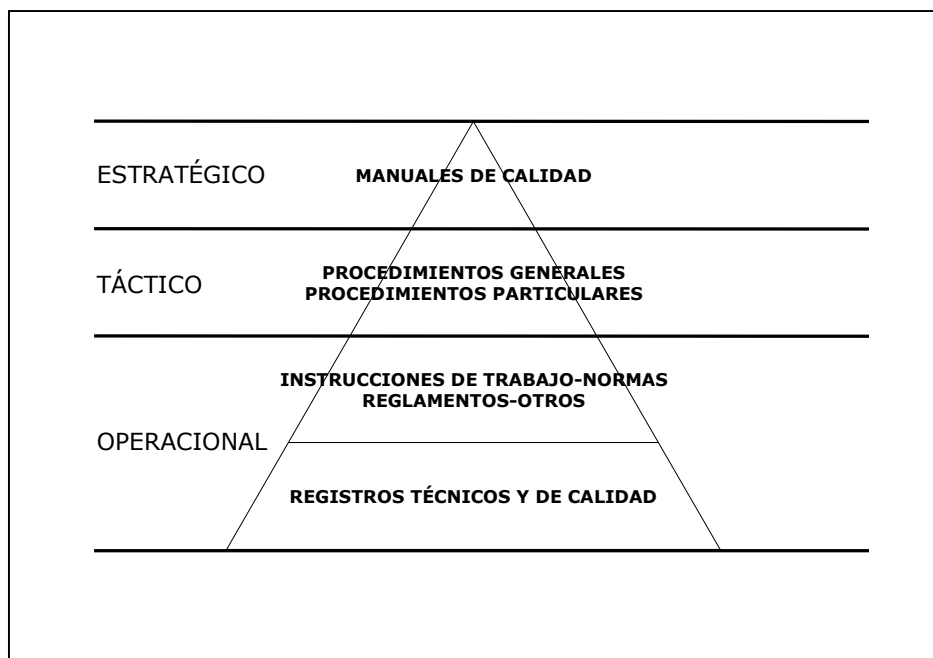 ESTRATÉGICO
MANUALES DE CALIDAD
TÁCTICO
PROCEDIMIENTOS GENERALES
PROCEDIMIENTOS PARTICULARES
OPERACIONAL
INSTRUCCIONES DE TRABAJO-NORMAS
REGLAMENTOS-OTROS
REGISTROS TÉCNICOS Y DE CALIDAD